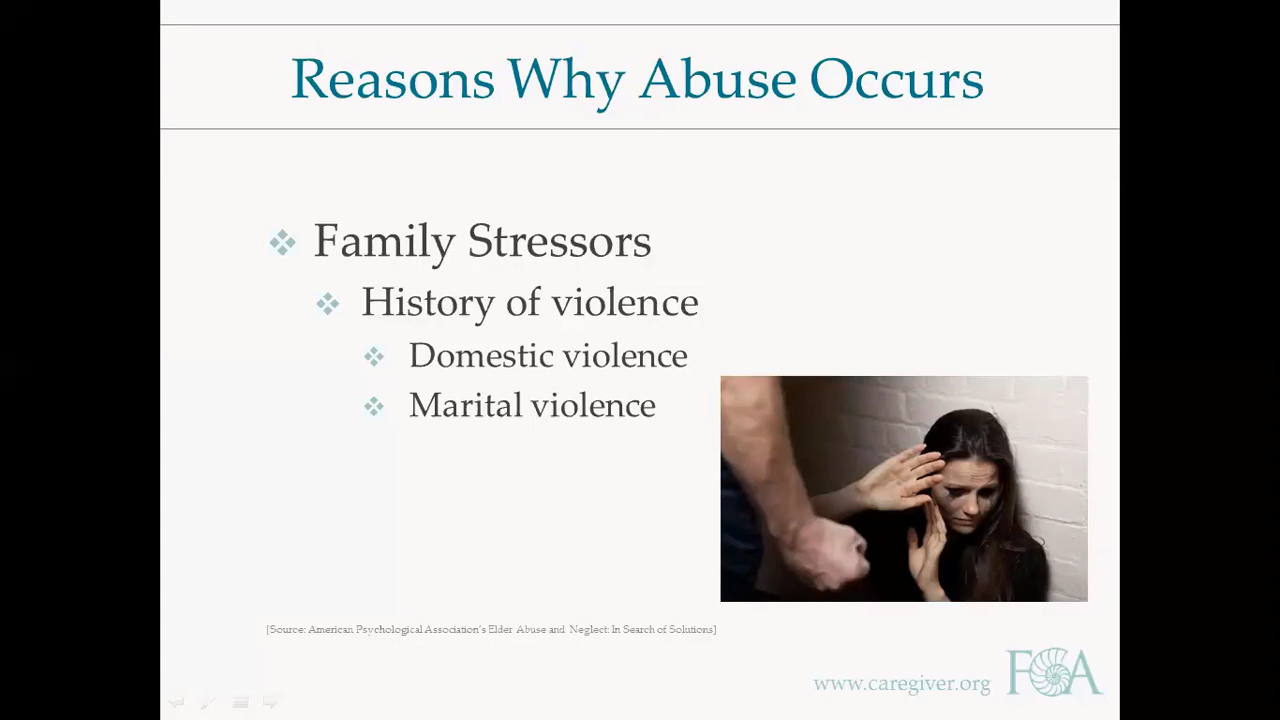 Reasons Why Abuse Occurs
Family Stressors
History of violence
Domestic violence
Marital violence
[Source: American Psychological Association's Elder Abuse and Neglect: In Search of Solutions]
www.caregiver.org
FCA